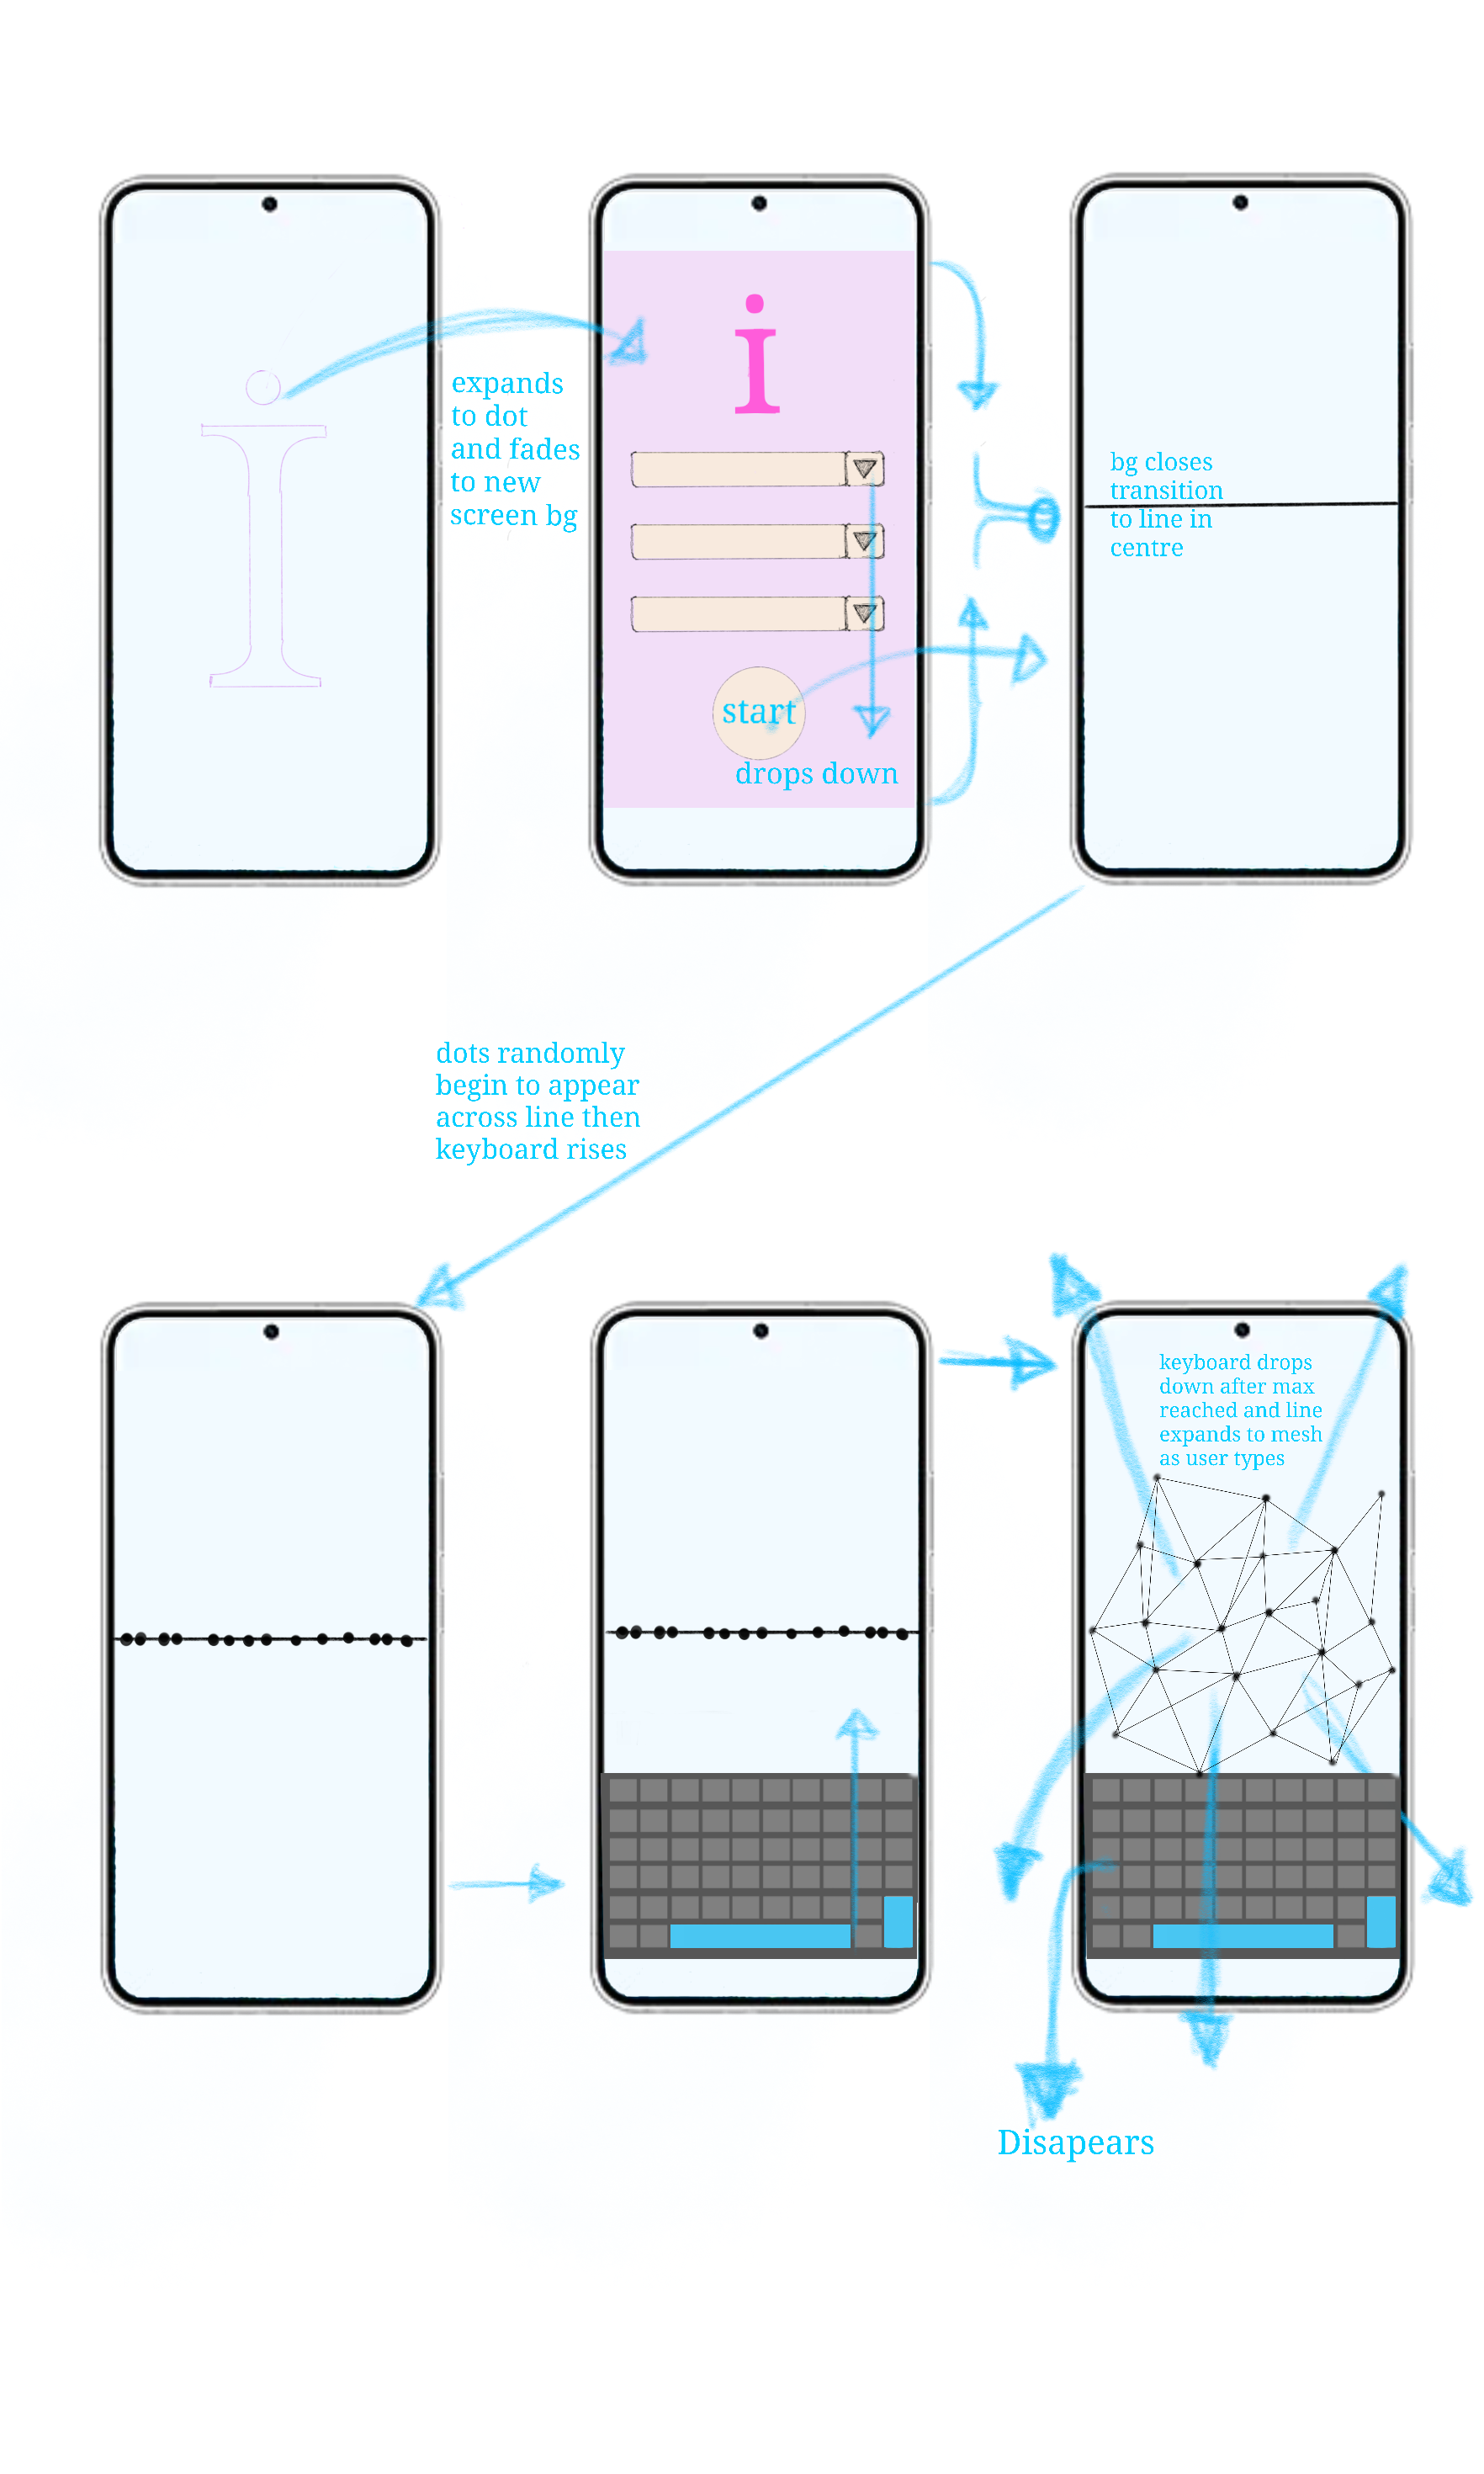 expands
to dot
and fades
to new
screen bg
i
start
drops down
bg closes
transition
to line in
centre
dots randomly
begin to appear
across line then
keyboard rises
keyboard drops
down after max
reached and line
expands to mesh
as user types
Disapears